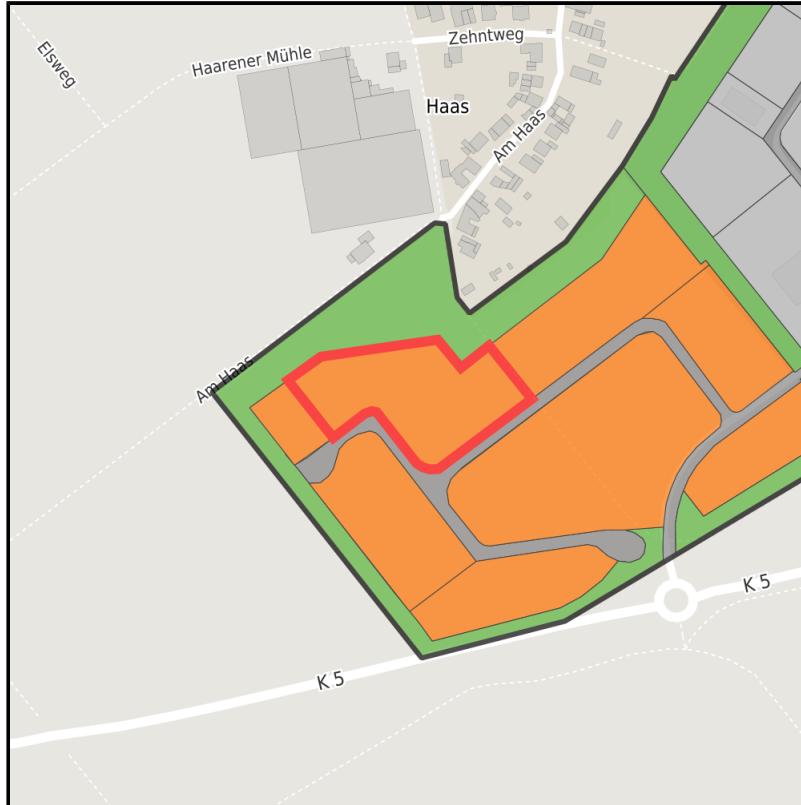 Elsweg
Haarener Mühle
Zehntweg
Haas
Am Haas
Am Haas
K 5
K 5